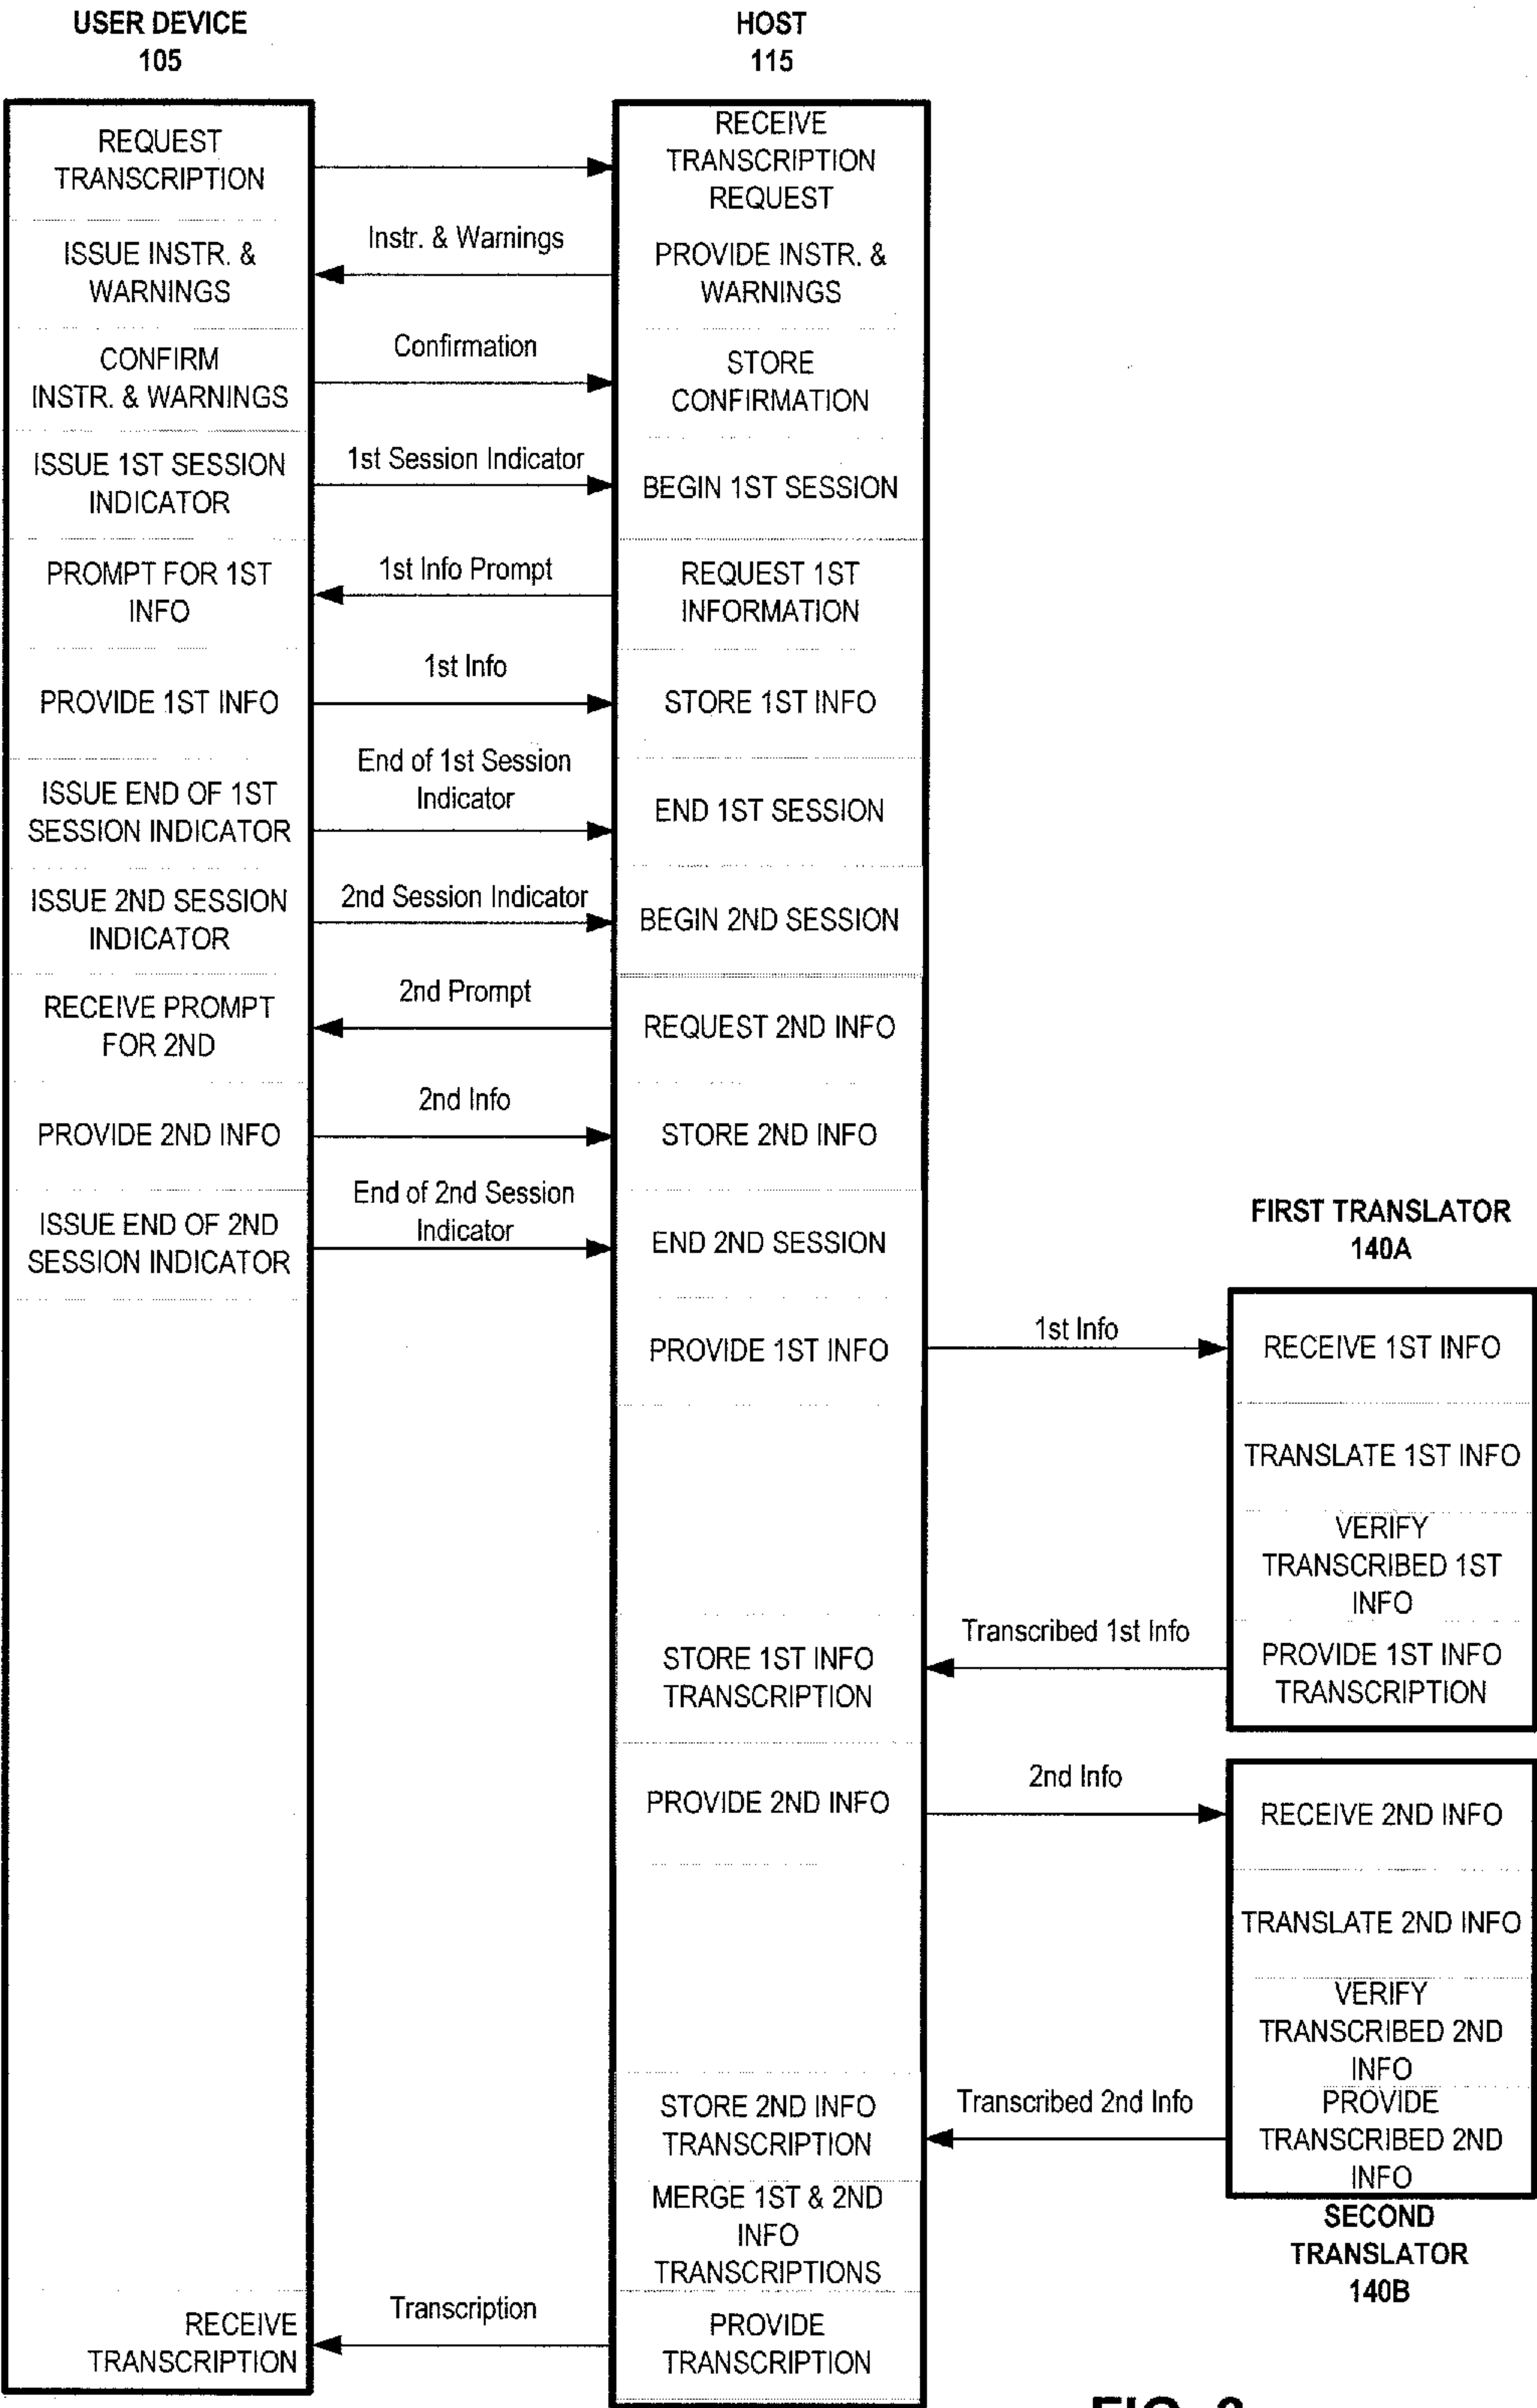 USER DEVICE
105
HOST
115
REQUEST
TRANSCRIPTION
RECEIVE
TRANSCRIPTION
REQUEST
ISSUE INSTR. &
WARNINGS
Instr. & Warnings
PROVIDE INSTR. &
WARNINGS
CONFIRM
INSTR. & WARNINGS
Confirmation
STORE
CONFIRMATION
ISSUE 1ST SESSION
INDICATOR
1st Session Indicator
BEGIN 1ST SESSION
PROMPT FOR 1ST
INFO
1st Info Prompt
REQUEST 1ST
INFORMATION
PROVIDE 1ST INFO
1st Info
STORE 1ST INFO
ISSUE END OF 1ST
SESSION INDICATOR
End of 1st Session
Indicator
END 1ST SESSION
ISSUE 2ND SESSION
INDICATOR
2nd Session Indicator
BEGIN 2ND SESSION
RECEIVE PROMPT
FOR 2ND
2nd Prompt
REQUEST 2ND INFO
PROVIDE 2ND INFO
2nd Info
STORE 2ND INFO
ISSUE END OF 2ND
SESSION INDICATOR
End of 2nd Session
Indicator
END 2ND SESSION
FIRST TRANSLATOR
140A
PROVIDE 1ST INFO
1st Info
RECEIVE 1ST INFO
TRANSLATE 1ST INFO
VERIFY
TRANSCRIBED 1ST
INFO
STORE 1ST INFO
TRANSCRIPTION
Transcribed 1st Info
PROVIDE 1ST INFO
TRANSCRIPTION
PROVIDE 2ND INFO
2nd Info
RECEIVE 2ND INFO
TRANSLATE 2ND INFO
VERIFY
TRANSCRIBED 2ND
INFO
STORE 2ND INFO
TRANSCRIPTION
Transcribed 2nd Info
PROVIDE
TRANSCRIBED 2ND
INFO
MERGE 1ST & 2ND
INFO
TRANSCRIPTIONS
SECOND
TRANSLATOR
140B
RECEIVE
TRANSCRIPTION
Transcription
PROVIDE
TRANSCRIPTION
FIG.